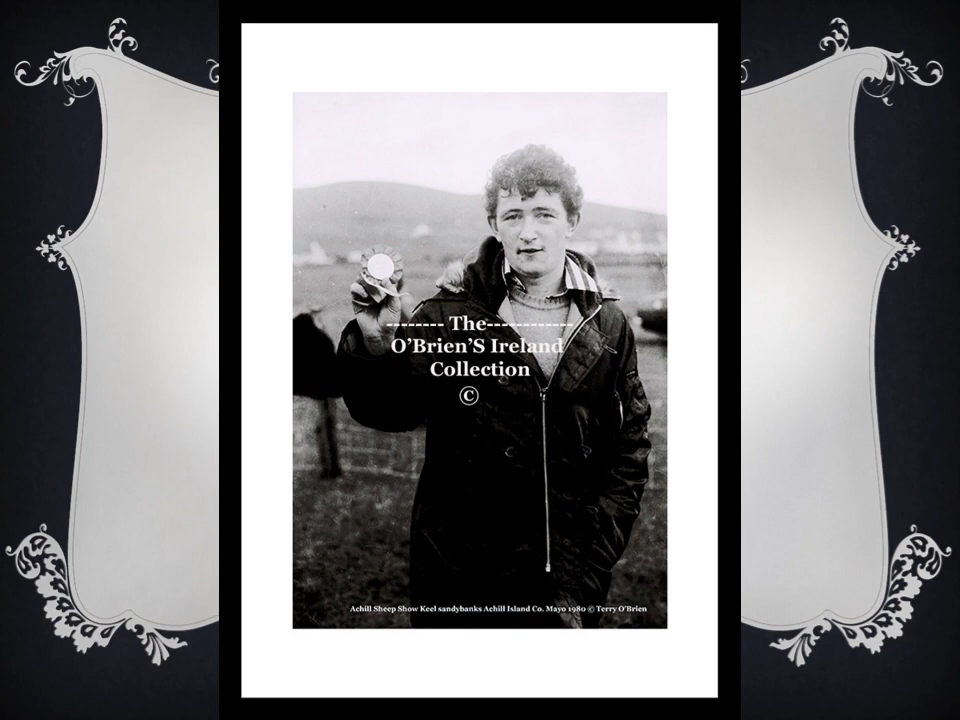 -------- The------------
O’Brien’S Ireland
Collection
©
Achill Sheep Show Keel sandybanks Achill Island Co. Mayo 1980 © Terry O’Brien